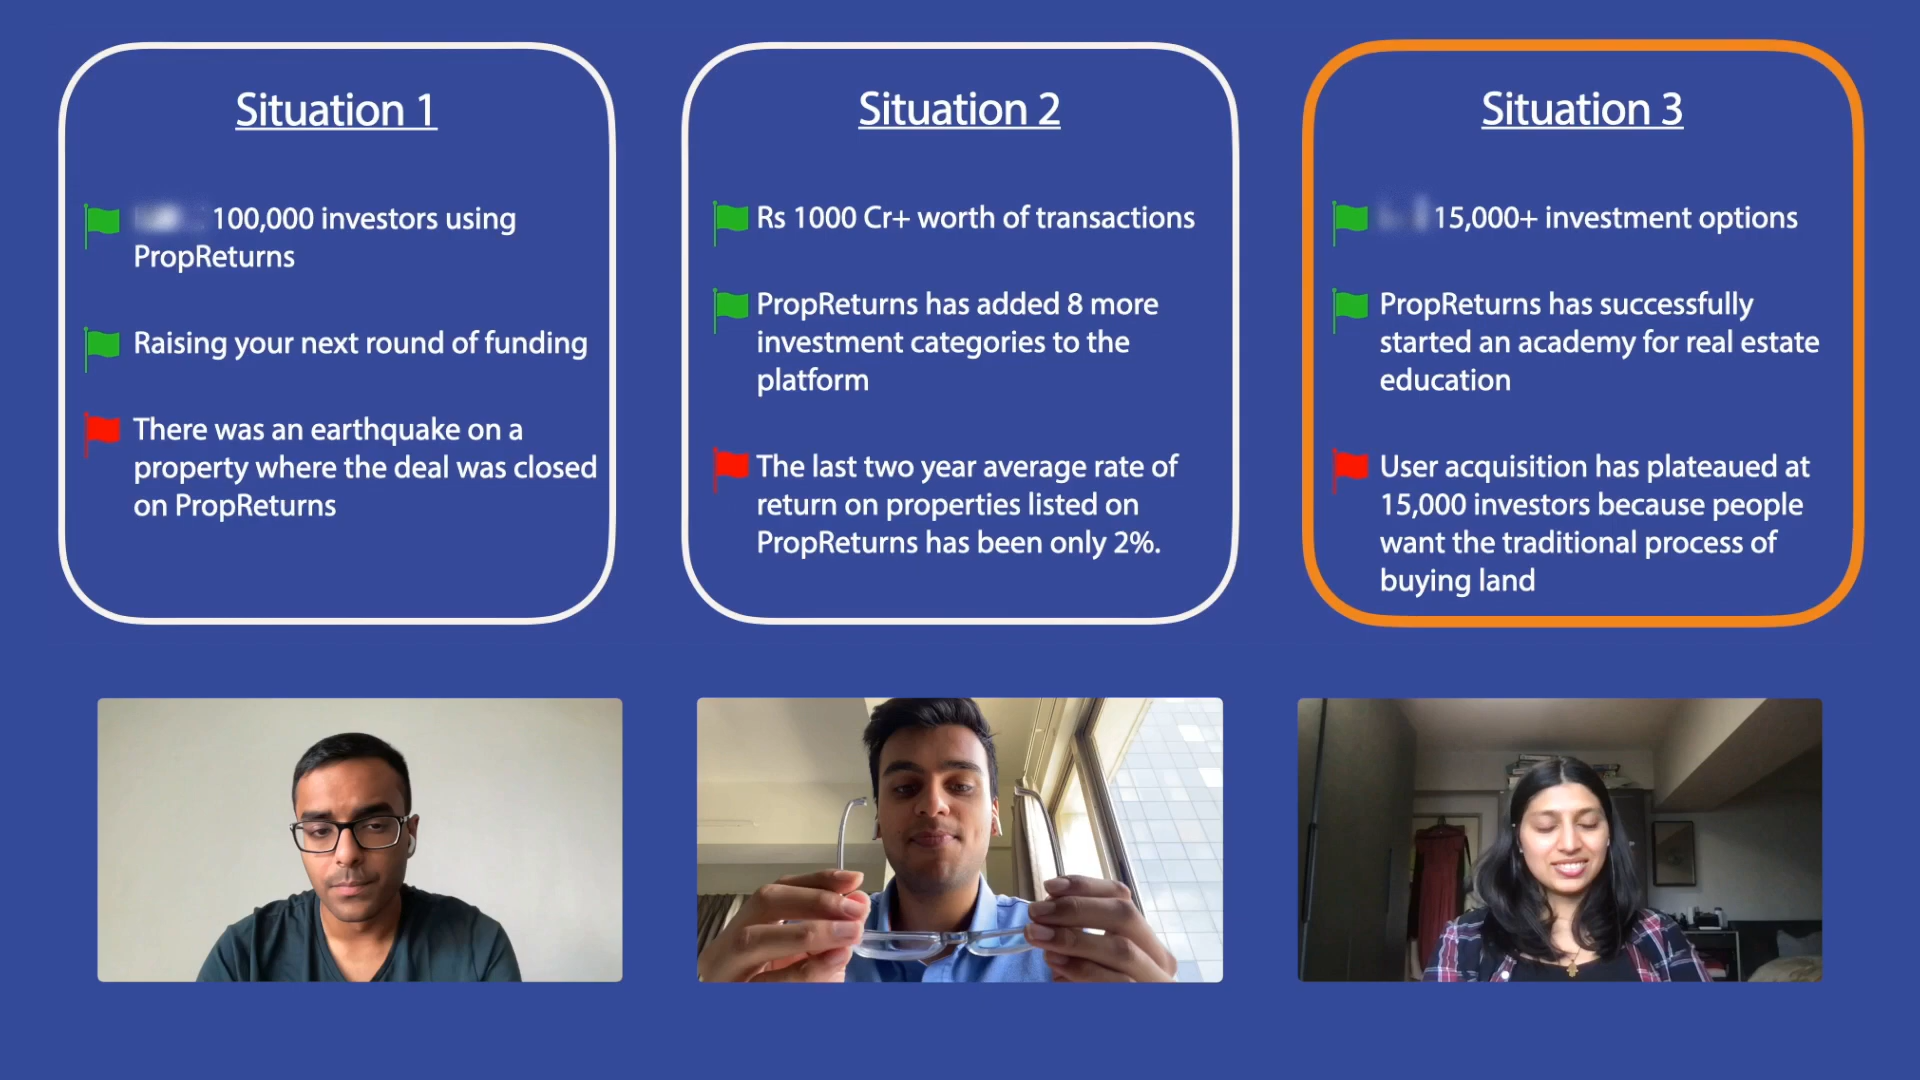 Situation 1
100,000 investors using
PropReturns
Raising your next round of funding
There was an earthquake on a
property where the deal was closed
on PropReturns
Situation 2
Rs 1000 Cr+ worth of transactions
PropReturns has added 8 more
investment categories to the
platform
The last two year average rate of
return on properties listed on
PropReturns has been only 2%.
Situation 3
15,000+ investment options
PropReturns has successfully
started an academy for real estate
education
User acquisition has plateaued at
15,000 investors because people
want the traditional process of
buying land